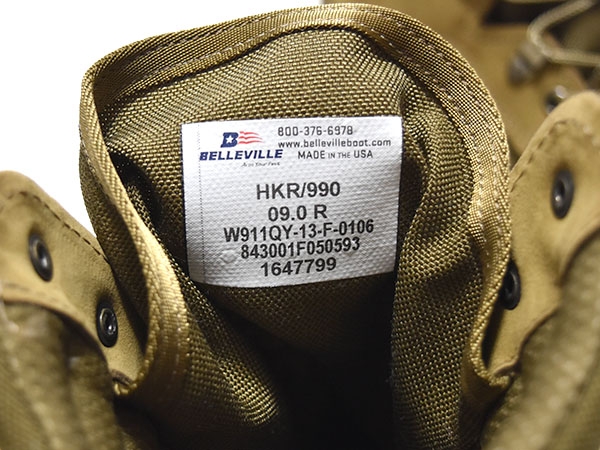 800-376-6978
BELLEVILLE
www.bellevilleboot.com
MADE IN THE USA
HKR/990
09.0 R
W911QY-13-F-0106
843001F050593
1647799